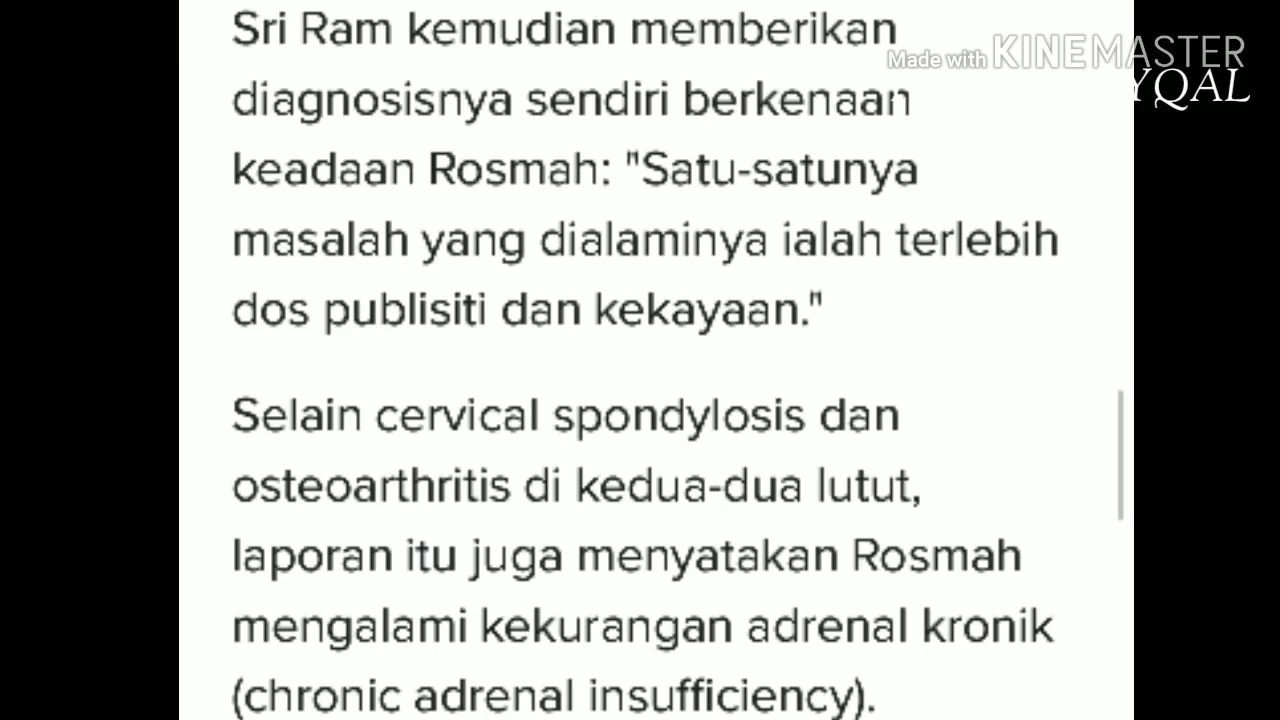 Sri Ram kemudian memberikan
Made with KINEMASTER
diagnosisnya sendiri berkenaan
YQAL
keadaan Rosmah: "Satu-satunya
masalah yang dialaminya ialah terlebih
dos publisiti dan kekayaan."
Selain cervical spondylosis dan
osteoarthritis di kedua-dua lutut,
laporan itu juga menyatakan Rosmah
mengalami kekurangan adrenal kronik
(chronic adrenal insufficiency).